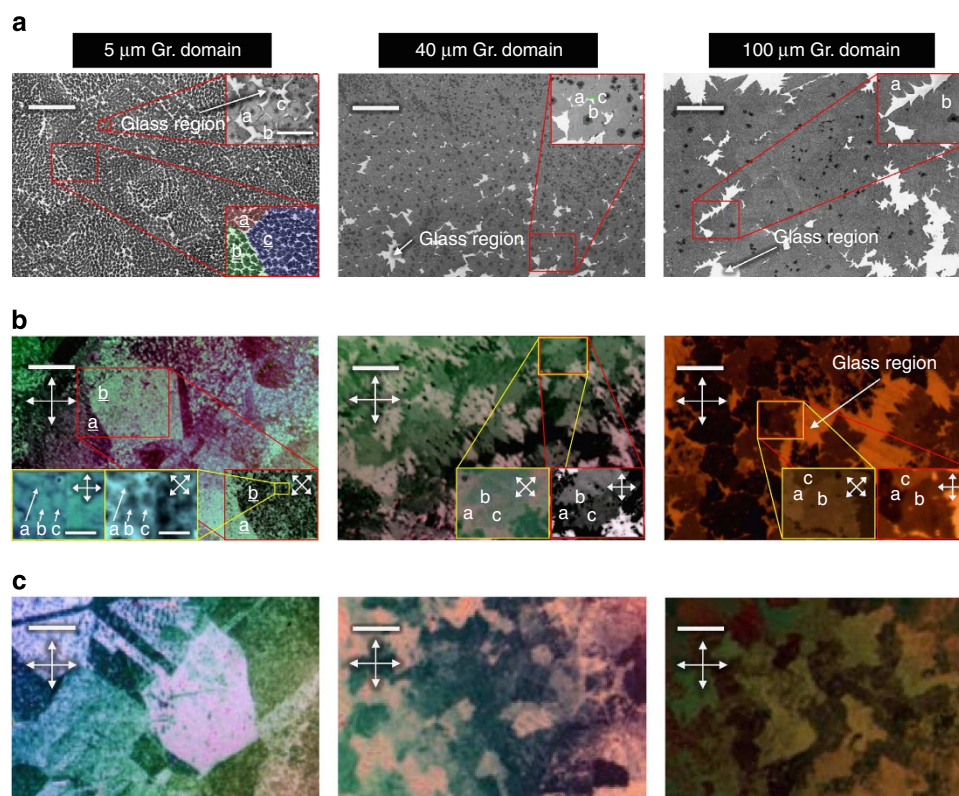 a
5 μm Gr. domain
40 μm Gr. domain
100 μm Gr. domain
c
a
Glass region
b
a
c
b
a c
b
Glass region
a
b
Glass region
b
b
a
a b c
a b c
b
a
b
a
c
b
a
c
Glass region
c
a
b
c
a
b
c